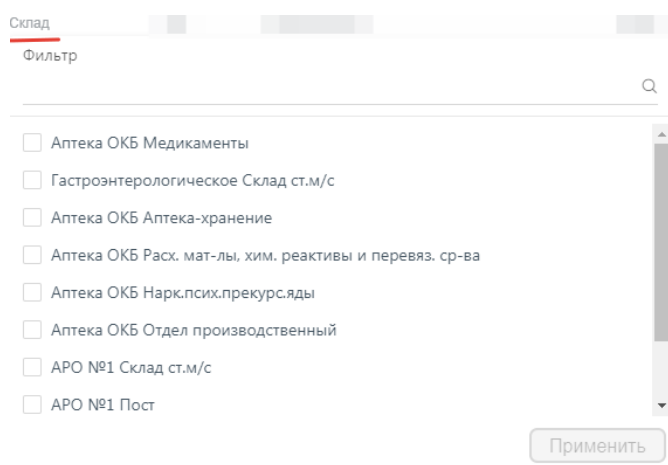 Склад
Фильтр
Аптека ОКБ Медикаменты
Гастроэнтерологическое Склад ст.м/с
Аптека ОКБ Аптека-хранение
Аптека ОКБ Расх. мат-лы, хим. реактивы и перевяз. ср-ва
Аптека ОКБ Нарк.псих.прекурс.яды
Аптека ОКБ Отдел производственный
АРО №1 Склад ст.м/с
АРО №1 Пост
Применить